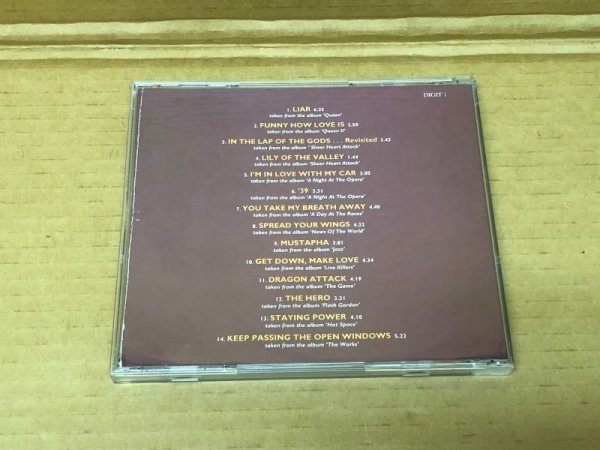 DIGIT 1
1. LIAR 6.25
taken from the album 'Queen'
2. FUNNY HOW LOVE IS 2.50
taken from the album 'Queen II'
3. IN THE LAP OF THE GODS . . . Revisited 3.43
taken from the album ' Sheer Heart Attack'
4. LILY OF THE VALLEY 1.44
taken from the album 'Sheer Heart Attack'
5. I'M IN LOVE WITH MY CAR 3.05
taken from the album 'A Night At The Opera'
6. '39 3.31
taken from the album 'A Night At The Opera'
7. YOU TAKE MY BREATH AWAY 4.40
taken from the album 'A Day At The Races'
8. SPREAD YOUR WINGS 4.32
taken from the album 'News Of The World'
9. MUSTAPHA 3.01
taken from the album 'Jazz'
10. GET DOWN, MAKE LOVE 4.34
taken from the album 'Live Killers'
11. DRAGON ATTACK 4.19
taken from the album 'The Game'
12. THE HERO 3.31
taken from the album 'Flash Gordon'
13. STAYING POWER 4.10
taken from the album 'Hot Space'
14. KEEP PASSING THE OPEN WINDOWS 5.22
taken from the album 'The Works'